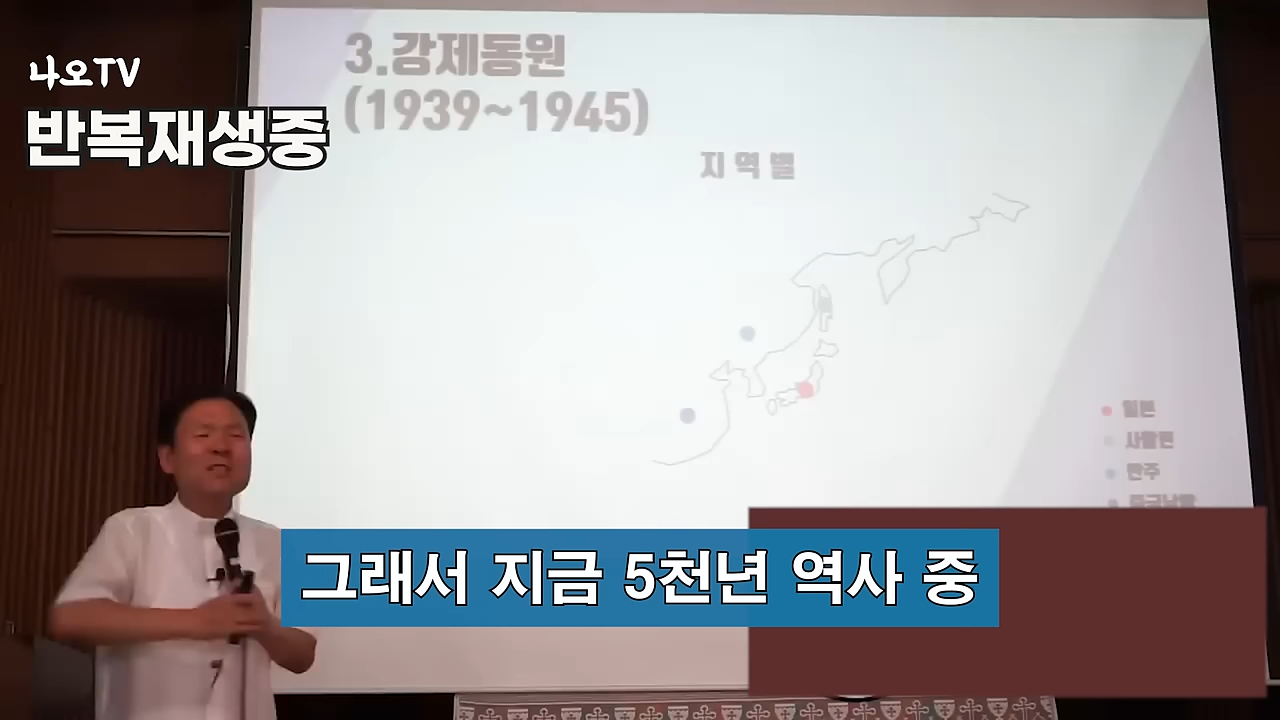 나오TV
반복재생중
3.강제동원
(1939~1945)
지역별
일본
사할린
만주
그래서 지금 5천년 역사 중